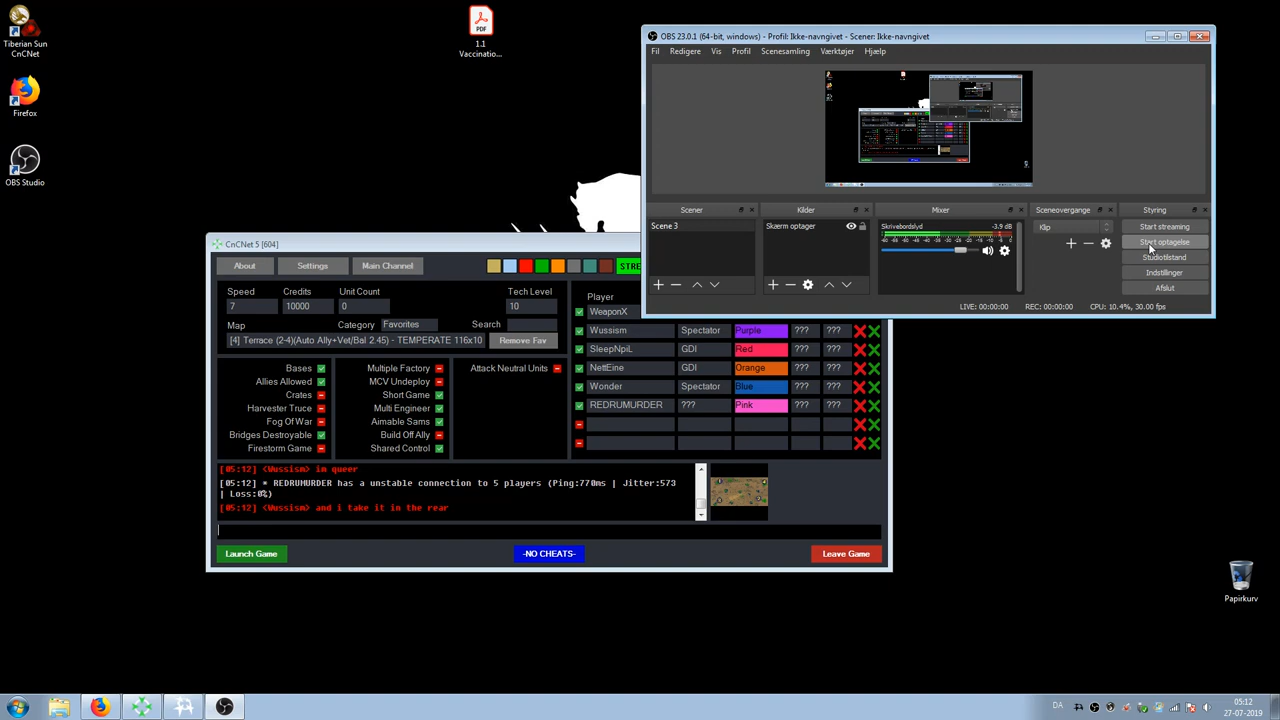 Tiberian Sun
CnCNet
Firefox
OBS Studio
PDF
1.1
Vaccinatio...
OBS 23.0.1 (64-bit, windows) - Profil: Ikke-navngivet - Scener: Ikke-navngivet
Fil Redigere Vis Profil Scenesamling Værktøjer Hjælp
Scener Kilder Mixer Sceneovergange Styring
Scene 3
Skærm optager
Skrivebordslyd -3.9 dB
Klip
Start streaming
Start optagelse
Studiotilstand
Indstillinger
Afslut
LIVE: 00:00:00 REC: 00:00:00 CPU: 10.4%, 30.00 fps
CnCNet 5 [604]
About Settings Main Channel
STRE
Speed Credits Unit Count Tech Level
7 10000 0 10
Map Category Favorites Search
[4] Terrace (2-4)(Auto Ally+Vet/Bal 2.45) - TEMPERATE 116x10 Remove Fav
Bases
Allies Allowed
Crates
Harvester Truce
Fog Of War
Bridges Destroyable
Firestorm Game
Multiple Factory
MCV Undeploy
Short Game
Multi Engineer
Aimable Sams
Build Off Ally
Shared Control
Attack Neutral Units
Player
WeaponX
Wussism Spectator Purple ??? ???
SleepNpiL GDI Red ??? ???
NettEine GDI Orange ??? ???
Wonder Spectator Blue ??? ???
REDRUMURDER ??? Pink ??? ???
[05:12] <Wussism> im queer
[05:12] * REDRUMURDER has a unstable connection to 5 players (Ping:770ms | Jitter:573
| Loss:0%)
[05:12] <Wussism> and i take it in the rear
Launch Game -NO CHEATS- Leave Game
Papirkurv
DA
05:12
27-07-2019